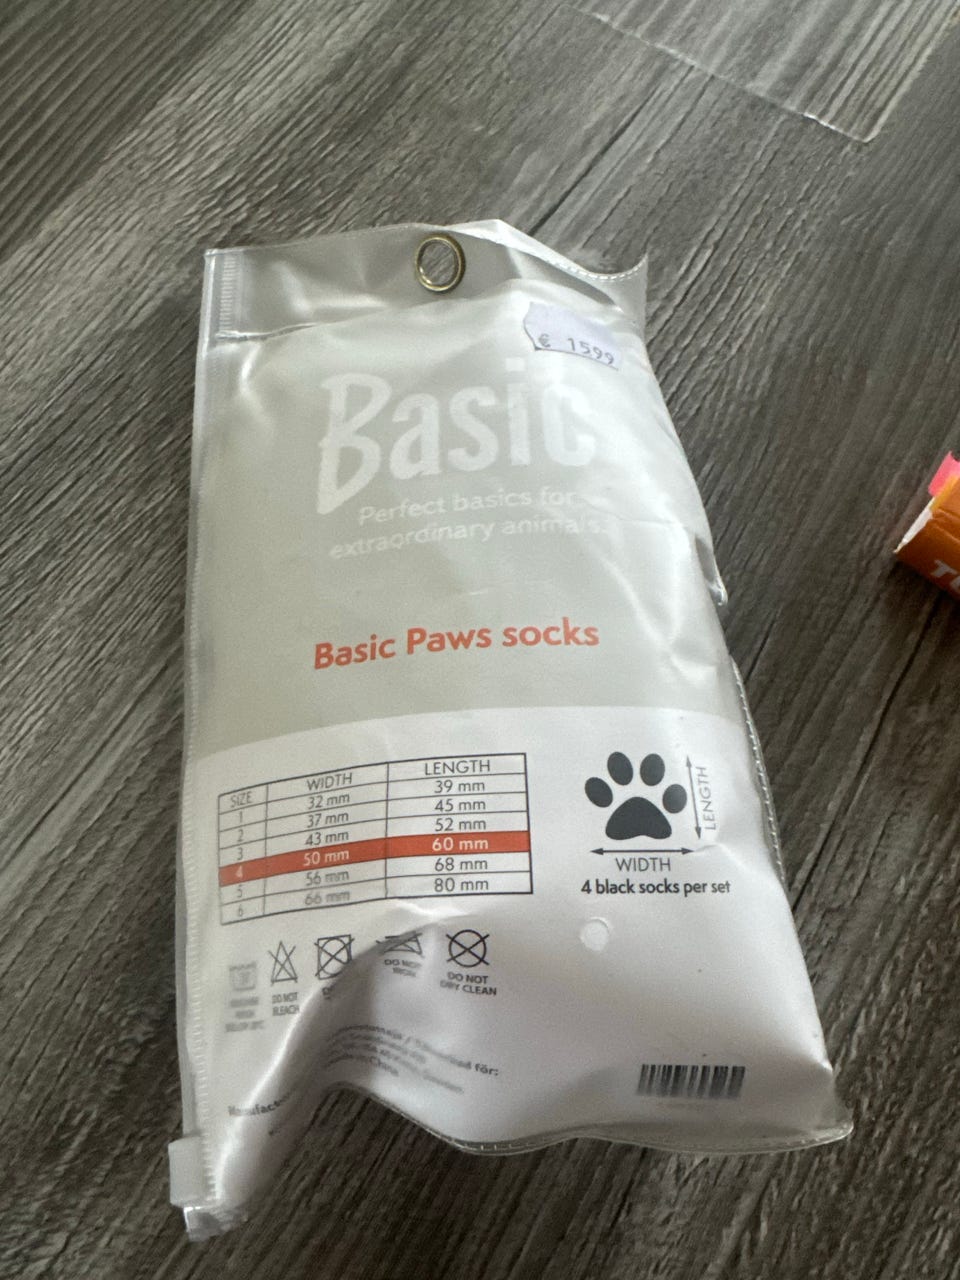 € 1599
Basic
Perfect basics for
extraordinary animals.
Basic Paws socks
SIZE WIDTH LENGTH
1 32 mm 39 mm
2 37 mm 45 mm
3 43 mm 52 mm
4 50 mm 60 mm
5 56 mm 68 mm
6 66 mm 80 mm
LENGTH
WIDTH
4 black socks per set
DO NOT
BLEACH
DO NOT
IRON
DO NOT
DRY CLEAN
för: